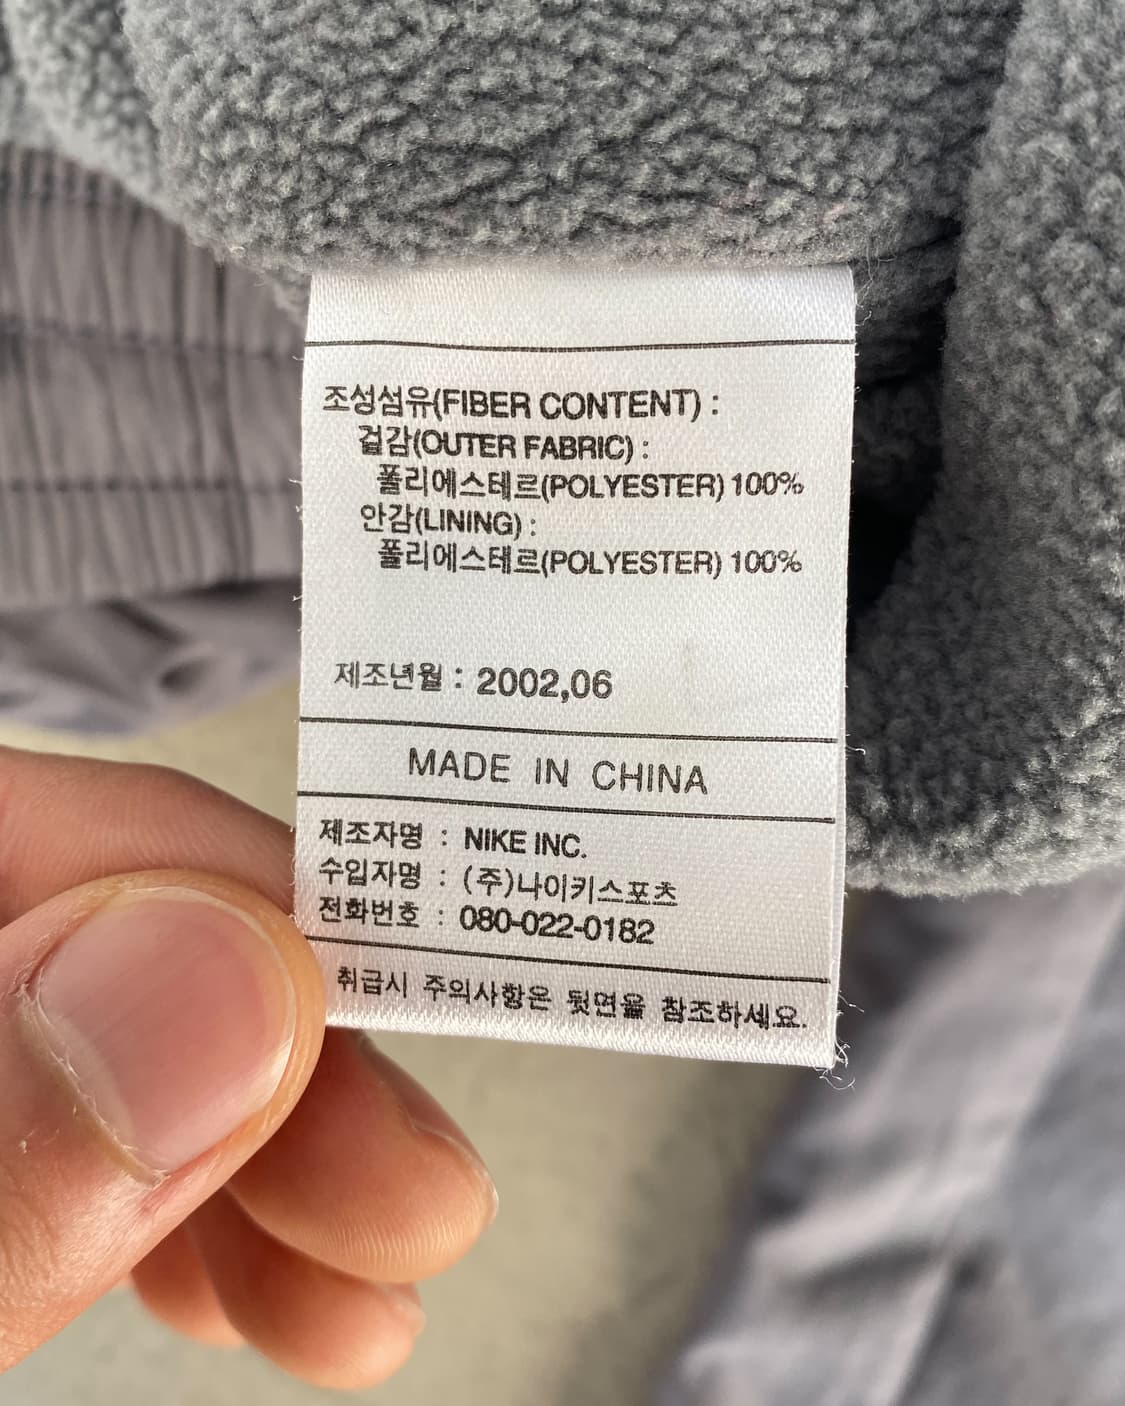 조성섬유(FIBER CONTENT) :
겉감(OUTER FABRIC) :
폴리에스테르(POLYESTER) 100%
안감(LINING) :
폴리에스테르(POLYESTER) 100%
제조년월 : 2002,06
MADE IN CHINA
제조자명 : NIKE INC.
수입자명 : (주)나이키스포츠
전화번호 : 080-022-0182
취급시 주의사항은 뒷면을 참조하세요.